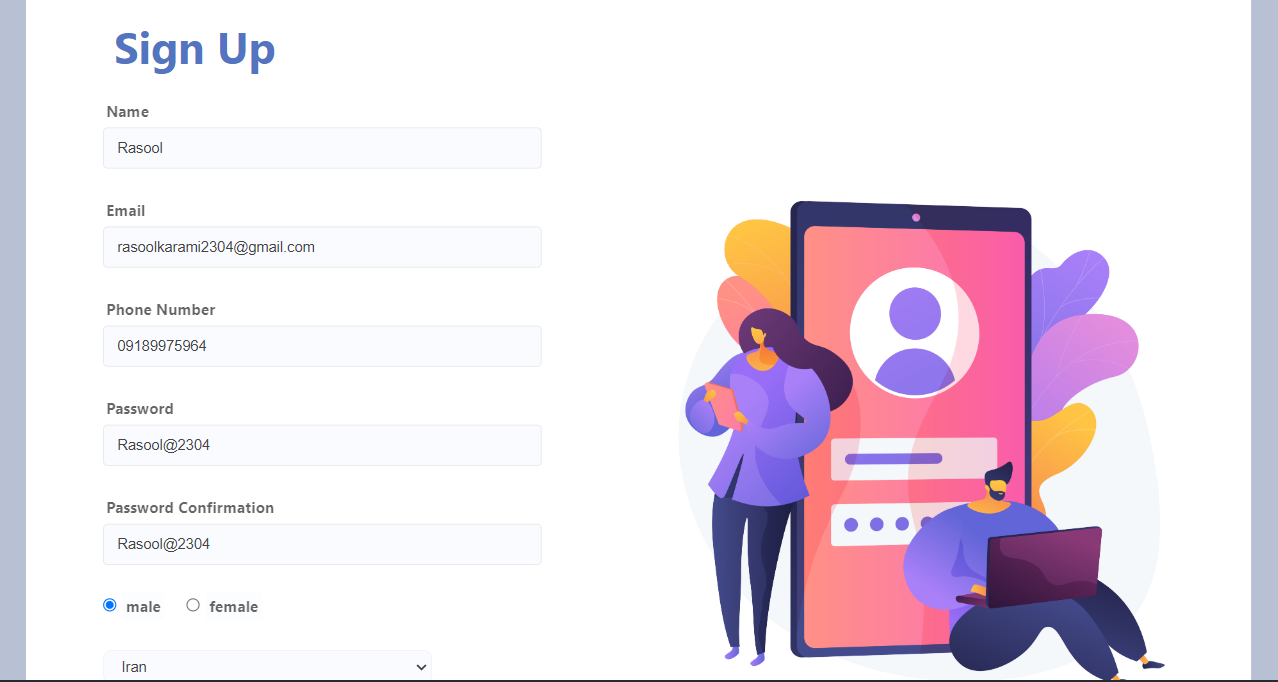 Sign Up
Name
Rasool
Email
rasoolkarami2304@gmail.com
Phone Number
09189975964
Password
Rasool@2304
Password Confirmation
Rasool@2304
male female
Iran